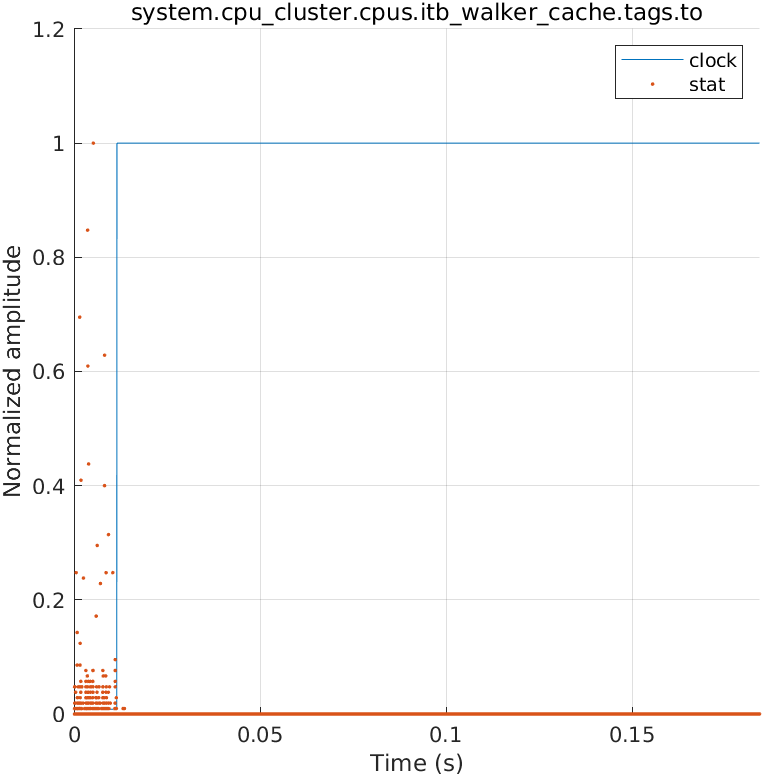 system.cpu_cluster.cpus.itb_walker_cache.tags.to
1.2
clock
stat
1
0.8
Normalized amplitude
0.6
0.4
0.2
0
0
0.05
0.1
0.15
Time (s)